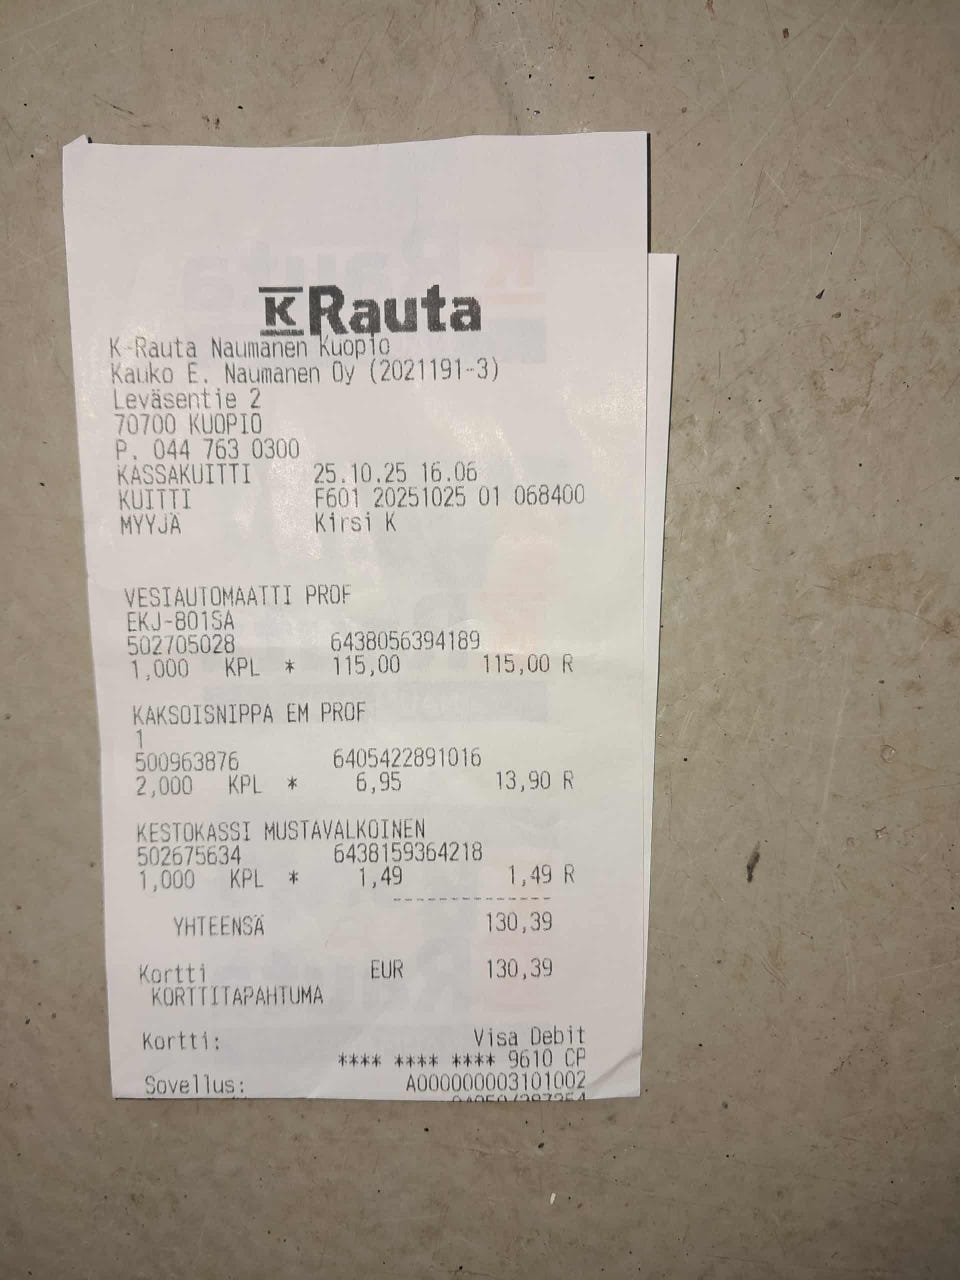 K Rauta
K-Rauta Naumanen Kuopio
Kauko E. Naumanen Oy (2021191-3)
Leväsentie 2
70700 KUOPIO
P. 044 763 0300
KASSAKUITTI 25.10.25 16.06
KUITTI F601 20251025 01 068400
MYYJÄ Kirsi K
VESIAUTOMAATTI PROF
EKJ-801SA
502705028 6438056394189
1,000 KPL * 115,00 115,00 R
KAKSOISNIPPA EM PROF
1
500963876 6405422891016
2,000 KPL * 6,95 13,90 R
KESTOKASSI MUSTAVALKOINEN
502675634 6438159364218
1,000 KPL * 1,49 1,49 R
YHTEENSÄ 130,39
Kortti EUR 130,39
KORTTITAPAHTUMA
Kortti: Visa Debit
**** **** **** 9610 CP
Sovellus: A0000000003101002